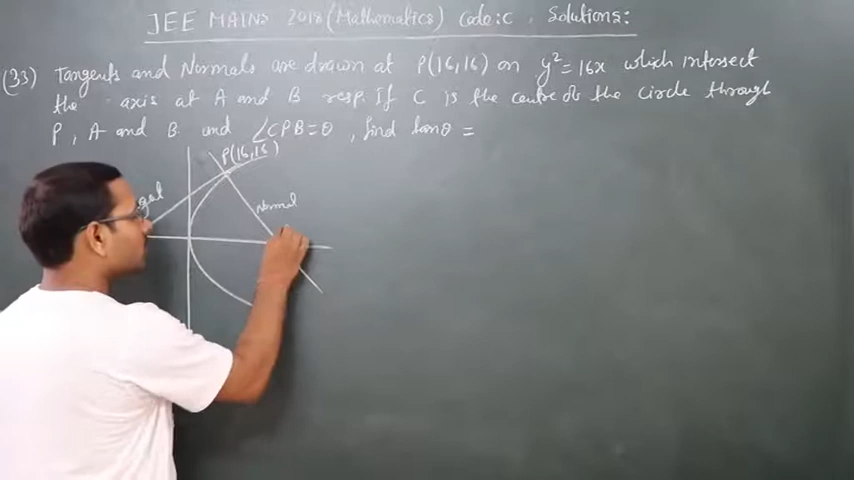 JEE MAINS 2018 (Mathematics) Code:C, Solutions:
(33) Tangents and Normals are drawn at P(16,16) on y²=16x which intersect
the axis at A and B resp. If C is the centre of the circle through
P, A and B and ∠CPB=θ, find tanθ =
P(16,16)
Normal